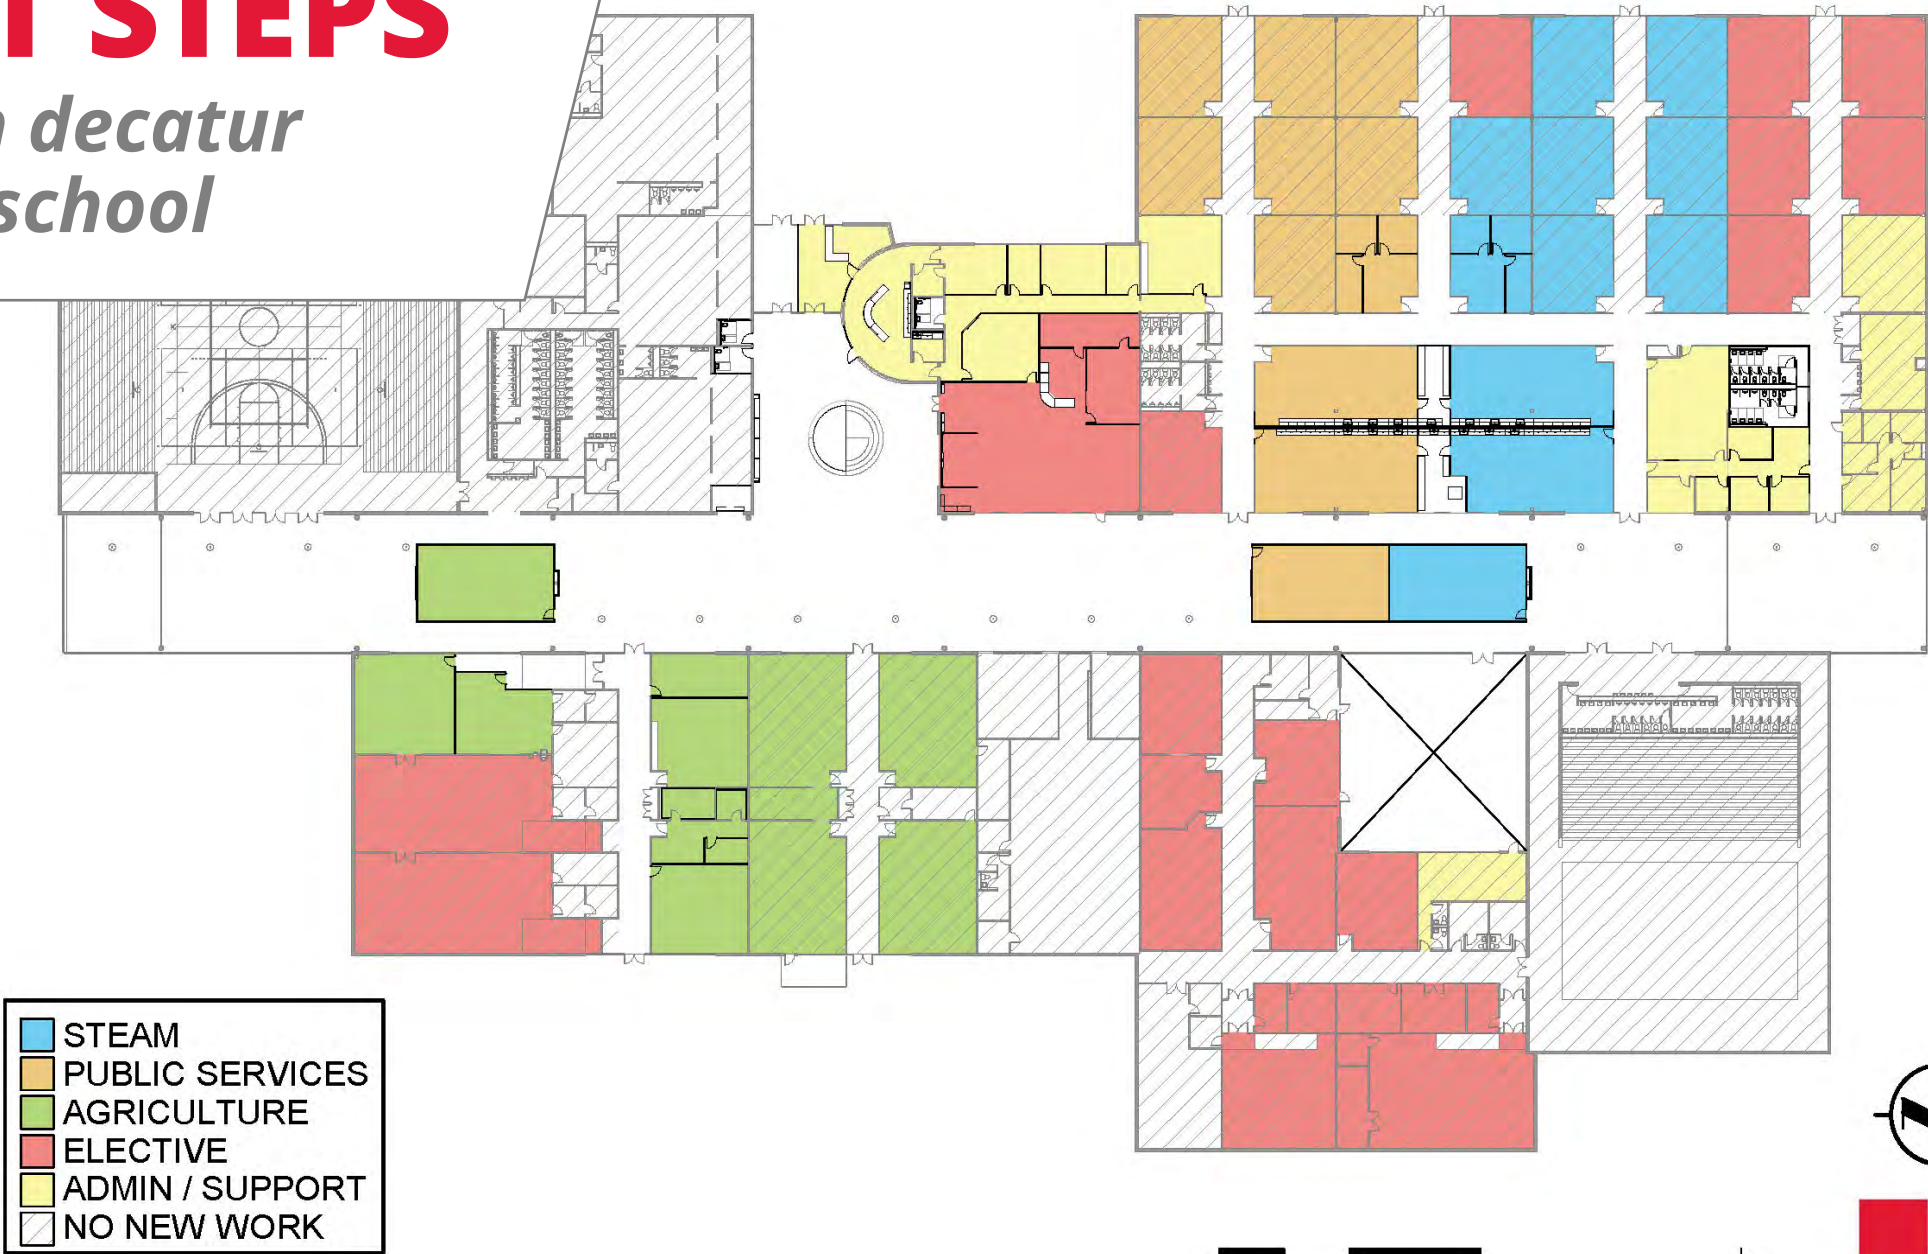 T STEPS
decatur
school
STEAM
PUBLIC SERVICES
AGRICULTURE
ELECTIVE
ADMIN / SUPPORT
NO NEW WORK